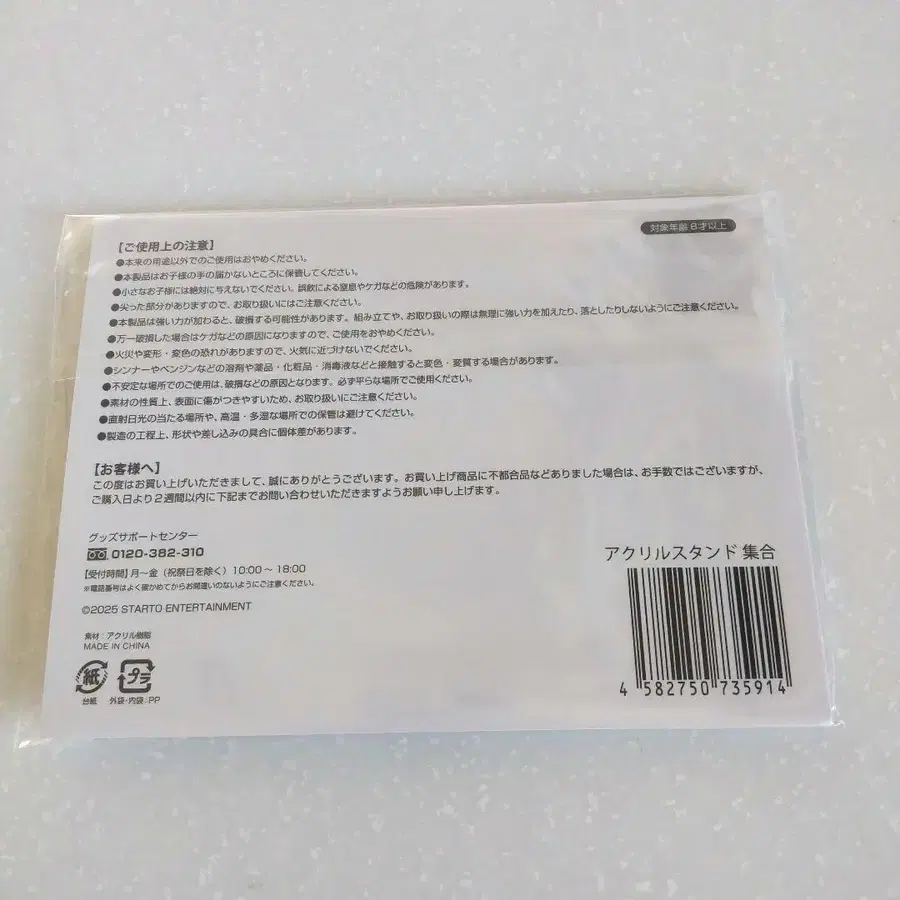 対象年齢 6才以上
【ご使用上の注意】
●本来の用途以外でのご使用はおやめください。
●本製品はお子様の手の届かないところに保管してください。
●小さなお子様には絶対に与えないでください。誤飲による窒息やケガなどの危険があります。
●尖った部分がありますので、お取り扱いにはご注意ください。
●本製品は強い力が加わると、破損する可能性があります。組み立てや、お取り扱いの際は無理に強い力を加えたり、落としたりしないようにご注意ください。
●万一破損した場合はケガなどの原因になりますので、ご使用をおやめください。
●火災や変形・変色の恐れがありますので、火気に近づけないでください。
●シンナーやベンジンなどの溶剤や薬品・化粧品・消毒液などと接触すると変色・変質する場合があります。
●不安定な場所でのご使用は、破損などの原因となります。必ず平らな場所でご使用ください。
●素材の性質上、表面に傷がつきやすいため、お取り扱いにご注意ください。
●直射日光の当たる場所や、高温・多湿な場所での保管は避けてください。
●製造の工程上、形状や差し込みの具合に個体差があります。
【お客様へ】
この度はお買い上げいただきまして、誠にありがとうございます。お買い上げ商品に不都合品などありました場合は、お手数ではございますが、
ご購入日より2週間以内に下記までお問い合わせいただきますようお願い申し上げます。
グッズサポートセンター
0120-382-310
【受付時間】月〜金(祝祭日を除く)10:00〜18:00
※電話番号はよく確かめてからお間違いのないようにご注意ください。
©2025 STARTO ENTERTAINMENT
素材:アクリル樹脂
MADE IN CHINA
紙 プラ
台紙 外袋・内袋:PP
アクリルスタンド 集合
4 582750 735914